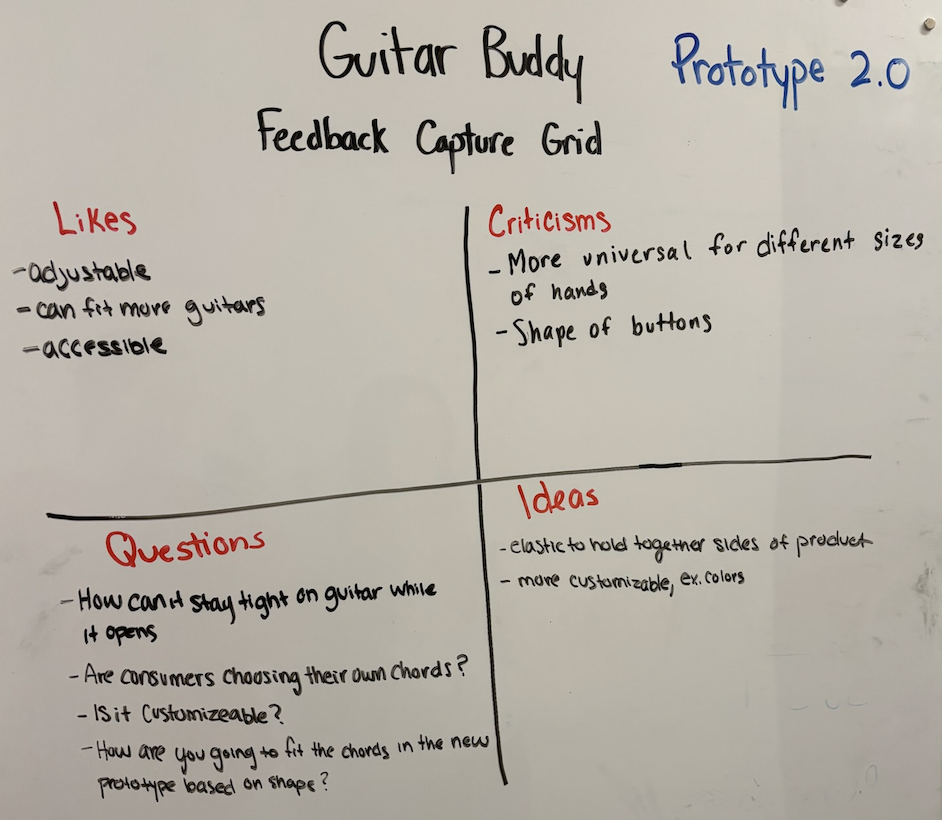 Guitar Buddy
Prototype 2.0
Feedback Capture Grid
Likes
-adjustable
-can fit more guitars
-accessible
Criticisms
- More universal for different sizes
of hands
- Shape of buttons
Questions
- How can it stay tight on guitar while
it opens
- Are consumers choosing their own chords?
- Is it customizeable?
- How are you going to fit the chords in the new
prototype based on shape?
Ideas
- elastic to hold together sides of product
- more customizable, ex. colors